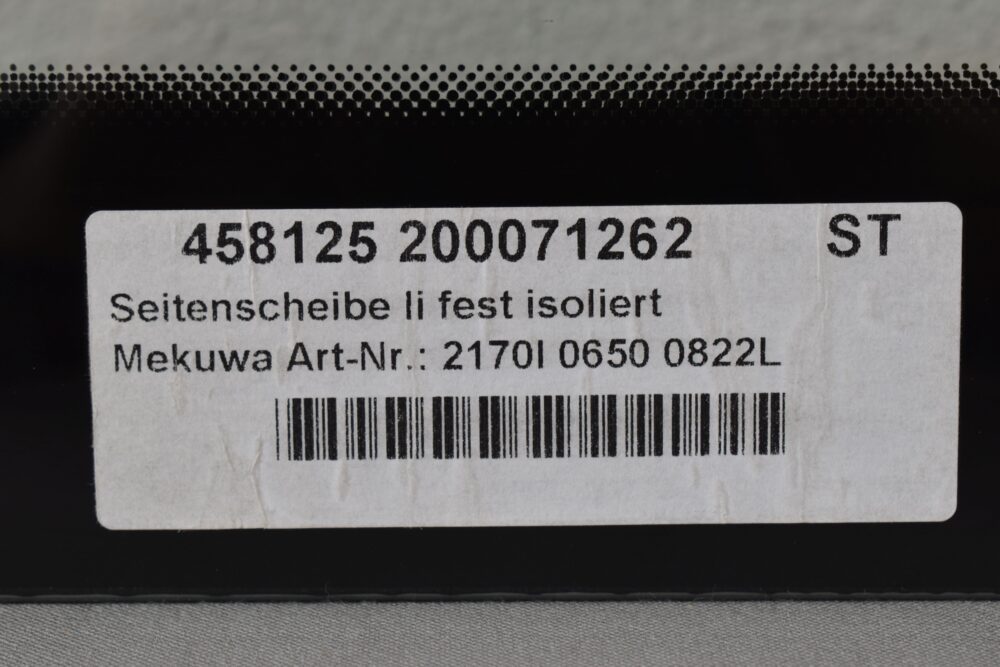 458125 200071262 ST
Seitenscheibe li fest isoliert
Mekuwa Art-Nr.: 2170I 0650 0822L